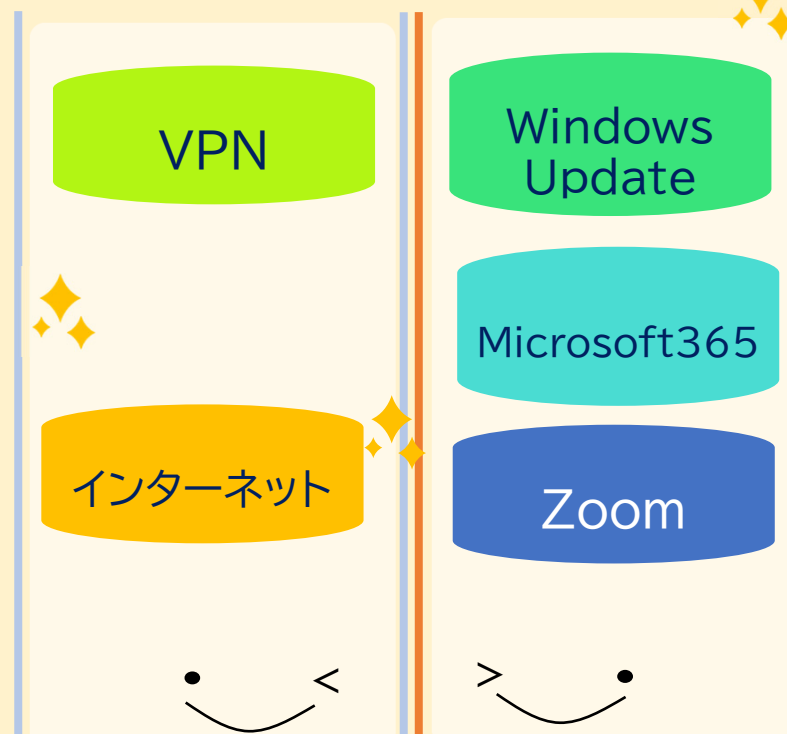 VPN
インターネット
Windows
Update
Microsoft365
Zoom